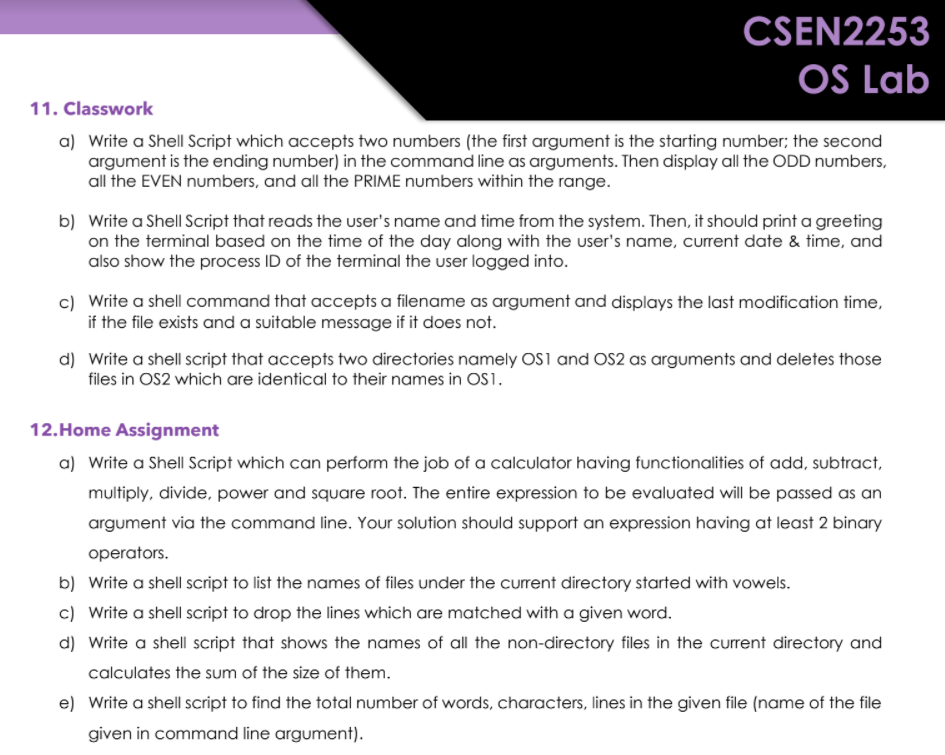 CSEN2253
OS Lab
11. Classwork
a) Write a Shell Script which accepts two numbers (the first argument is the starting number; the second
argument is the ending number) in the command line as arguments. Then display all the ODD numbers,
all the EVEN numbers, and all the PRIME numbers within the range.
b) Write a Shell Script that reads the user's name and time from the system. Then, it should print a greeting
on the terminal based on the time of the day along with the user's name, current date & time, and
also show the process ID of the terminal the user logged into.
c) Write a shell command that accepts a filename as argument and displays the last modification time,
if the file exists and a suitable message if it does not.
d) Write a shell script that accepts two directories namely OS1 and OS2 as arguments and deletes those
files in OS2 which are identical to their names in OS1.
12.Home Assignment
a) Write a Shell Script which can perform the job of a calculator having functionalities of add, subtract,
multiply, divide, power and square root. The entire expression to be evaluated will be passed as an
argument via the command line. Your solution should support an expression having at least 2 binary
operators.
b) Write a shell script to list the names of files under the current directory started with vowels.
c) Write a shell script to drop the lines which are matched with a given word.
d) Write a shell script that shows the names of all the non-directory files in the current directory and
calculates the sum of the size of them.
e) Write a shell script to find the total number of words, characters, lines in the given file (name of the file
given in command line argument).